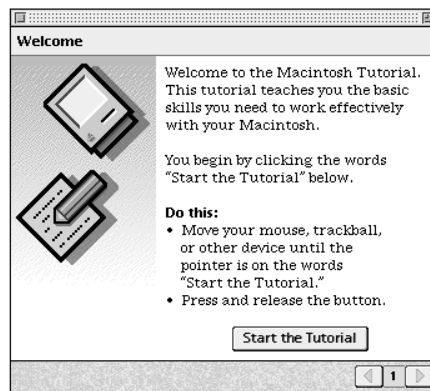 Welcome
Welcome to the Macintosh Tutorial.
This tutorial teaches you the basic
skills you need to work effectively
with your Macintosh.
You begin by clicking the words
“Start the Tutorial” below.
Do this:
• Move your mouse, trackball,
or other device until the
pointer is on the words
“Start the Tutorial.”
• Press and release the button.
Start the Tutorial
1